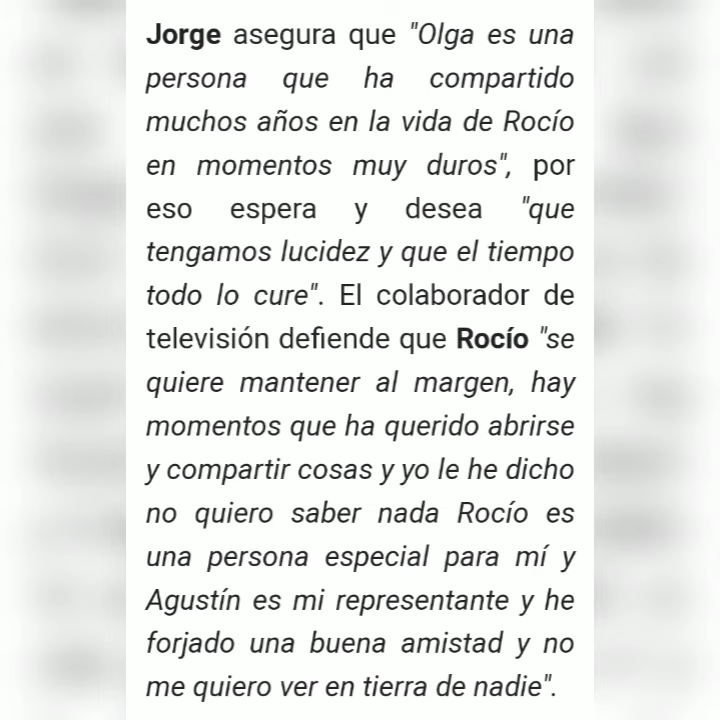 Jorge asegura que "Olga es una
persona que ha compartido
muchos años en la vida de Rocío
en momentos muy duros", por
eso espera y desea "que
tengamos lucidez y que el tiempo
todo lo cure". El colaborador de
televisión defiende que Rocío "se
quiere mantener al margen, hay
momentos que ha querido abrirse
y compartir cosas y yo le he dicho
no quiero saber nada Rocío es
una persona especial para mí y
Agustín es mi representante y he
forjado una buena amistad y no
me quiero ver en tierra de nadie".